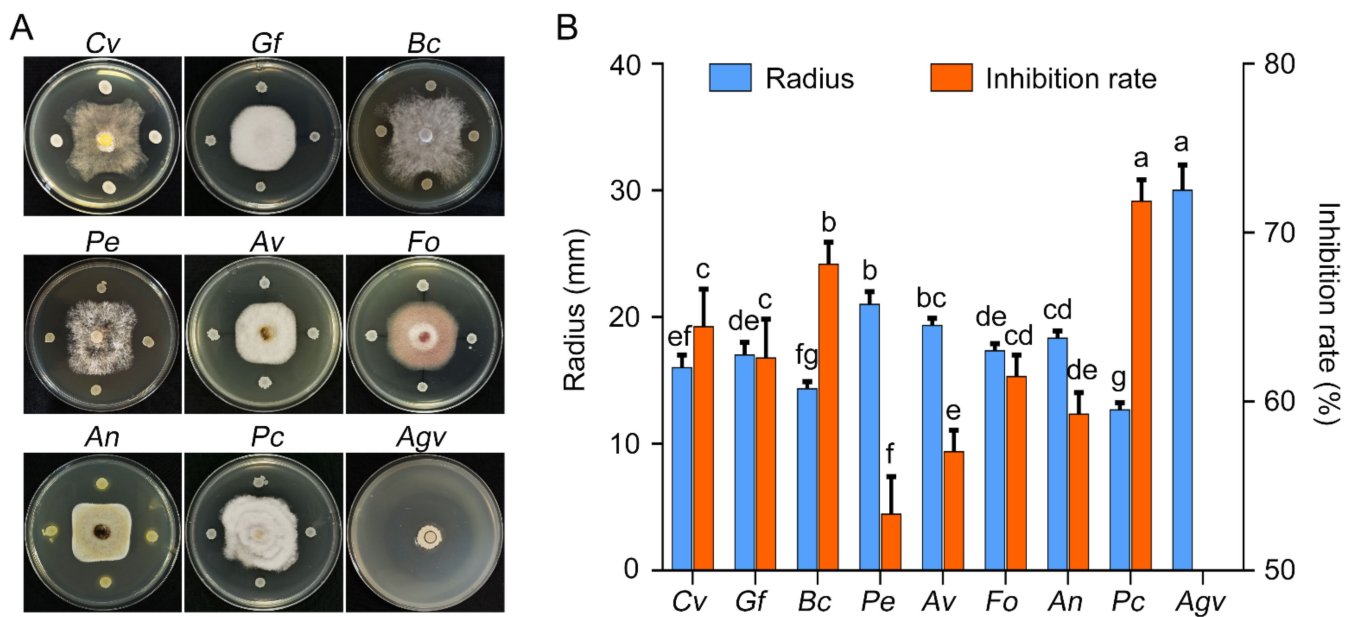 A
Cv Gf Bc
Pe Av Fo
An Pc Agv
B
Radius Inhibition rate
Radius (mm)
40
30
20
10
0
Inhibition rate (%)
80
70
60
50
ef c de c fg b b f bc e de cd cd de g a a
Cv Gf Bc Pe Av Fo An Pc Agv